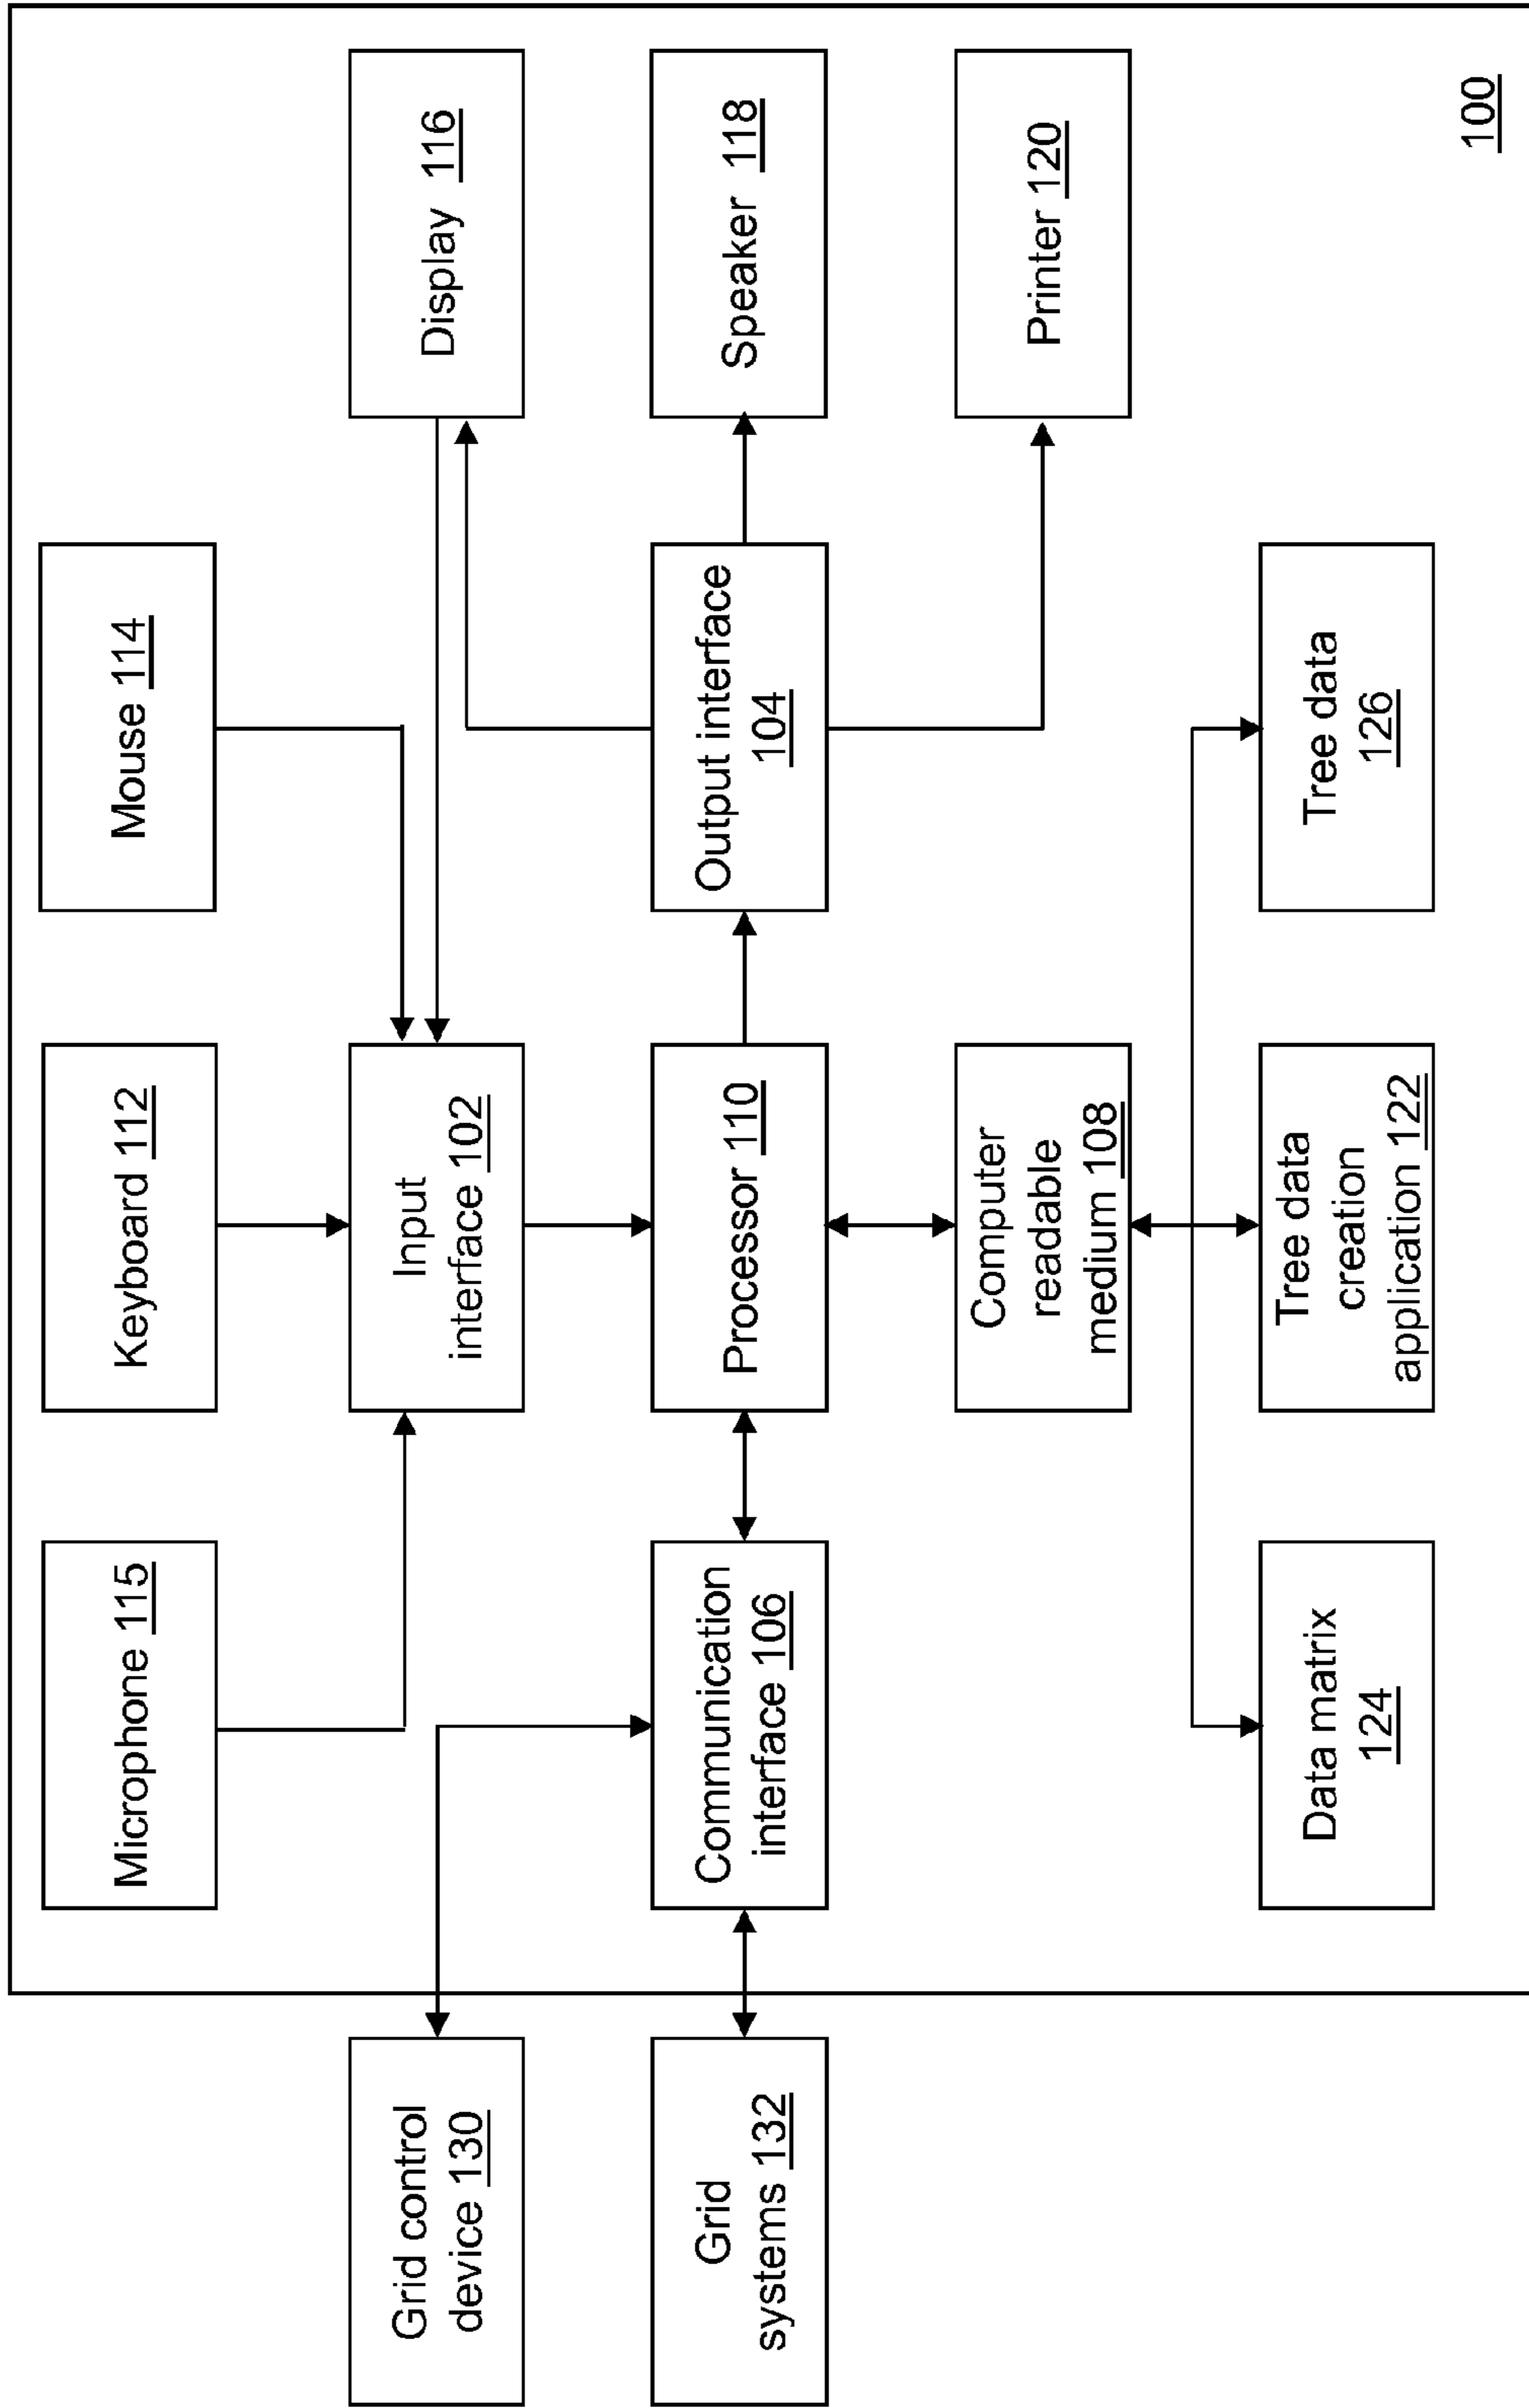 Microphone 115
Keyboard 112
Mouse 114
Grid control
device 130
Input
interface 102
Display 116
Grid
systems 132
Communication
interface 106
Processor 110
Output interface
104
Speaker 118
Computer
readable
medium 108
Printer 120
Data matrix
124
Tree data
creation
application 122
Tree data
126
100